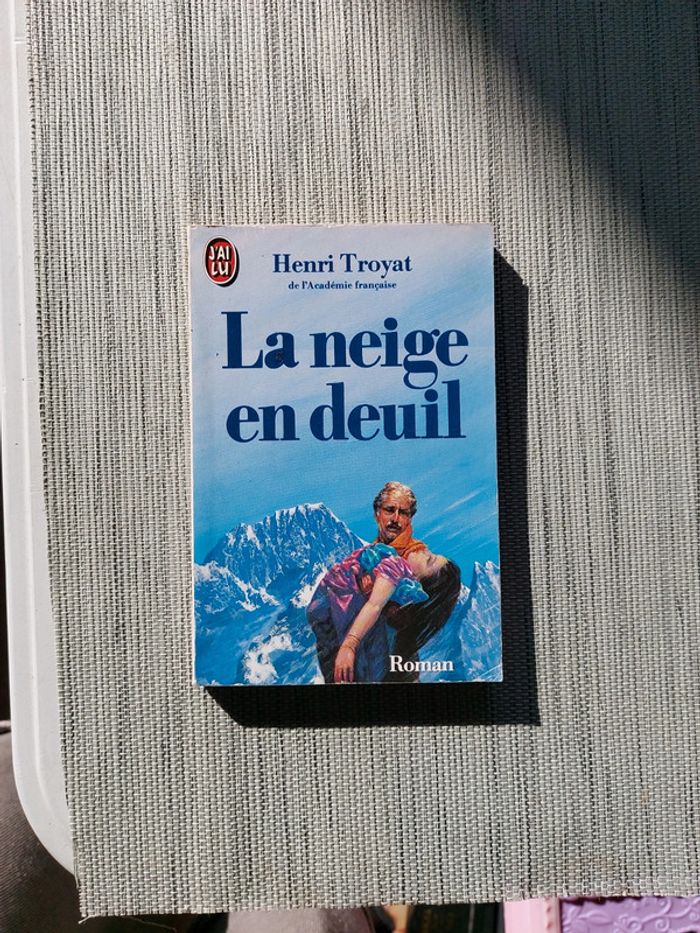 J'AI
LU
Henri Troyat
de l'Académie française
La neige
en deuil
Roman